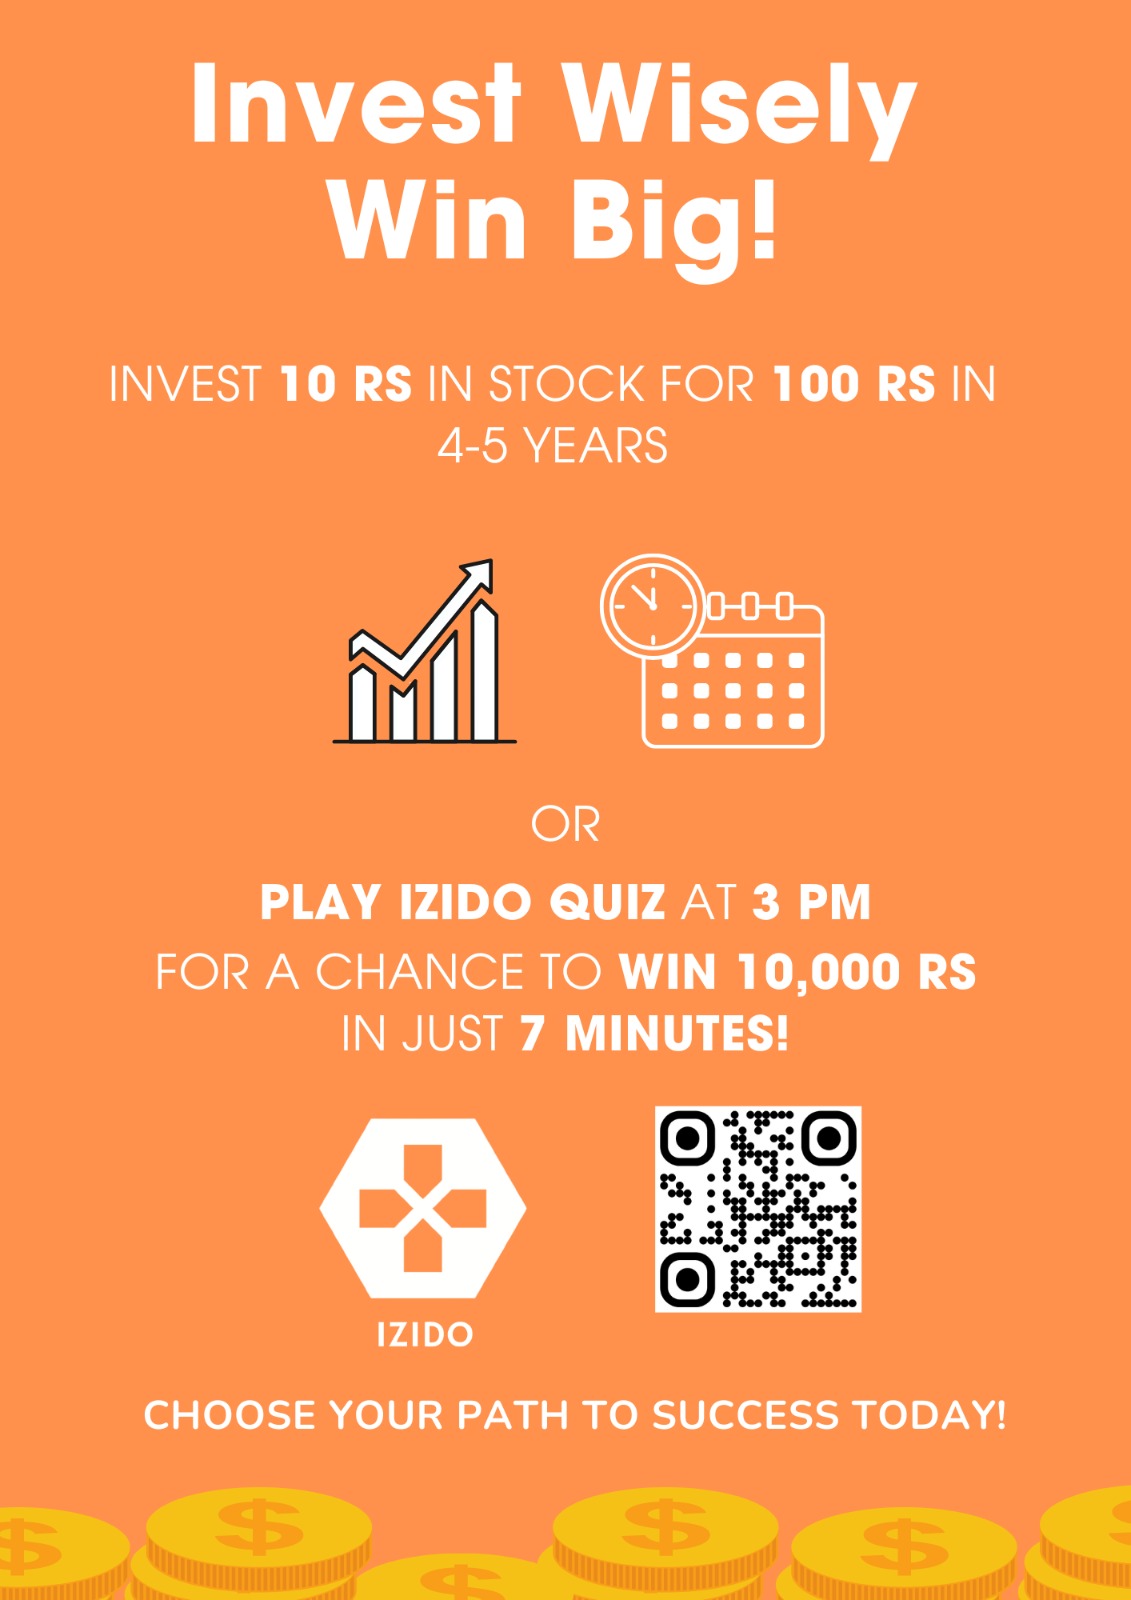 Invest Wisely
Win Big!
INVEST 10 RS IN STOCK FOR 100 RS IN
4-5 YEARS
OR
PLAY IZIDO QUIZ AT 3 PM
FOR A CHANCE TO WIN 10,000 RS
IN JUST 7 MINUTES!
IZIDO
CHOOSE YOUR PATH TO SUCCESS TODAY!